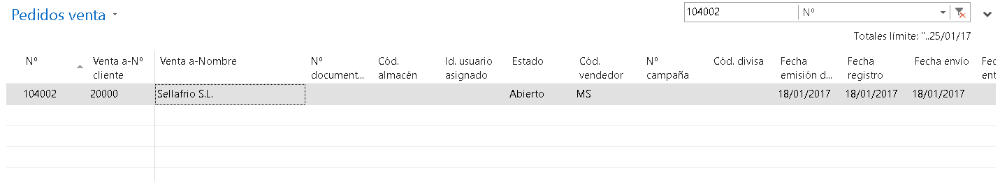 Pedidos venta
104002 Nº
Totales límite: ''..25/01/17
Nº Venta a-Nº Venta a-Nombre Nº Cód. Id. usuario Estado Cód. Nº Cód. divisa Fecha Fecha Fecha envío Fec
cliente document... almacén asignado vendedor campaña emisión d... registro ent
104002 20000 Sellafrio S.L. Abierto MS 18/01/2017 18/01/2017 18/01/2017